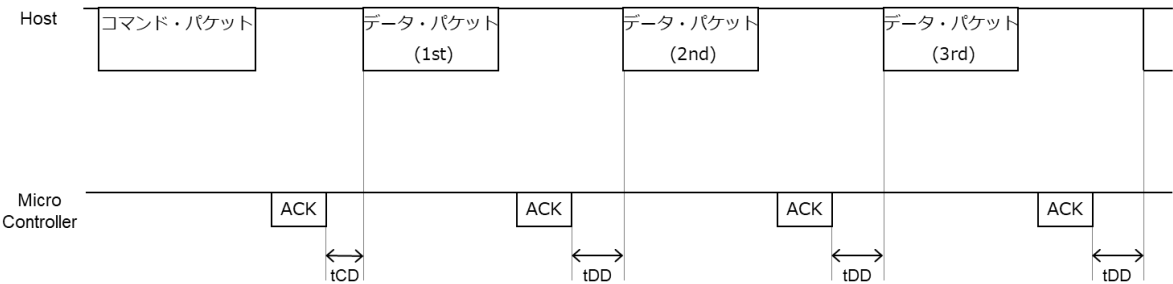 Host
コマンド・パケット
データ・パケット
(1st)
データ・パケット
(2nd)
データ・パケット
(3rd)
Micro
Controller
ACK
ACK
ACK
ACK
tCD
tDD
tDD
tDD